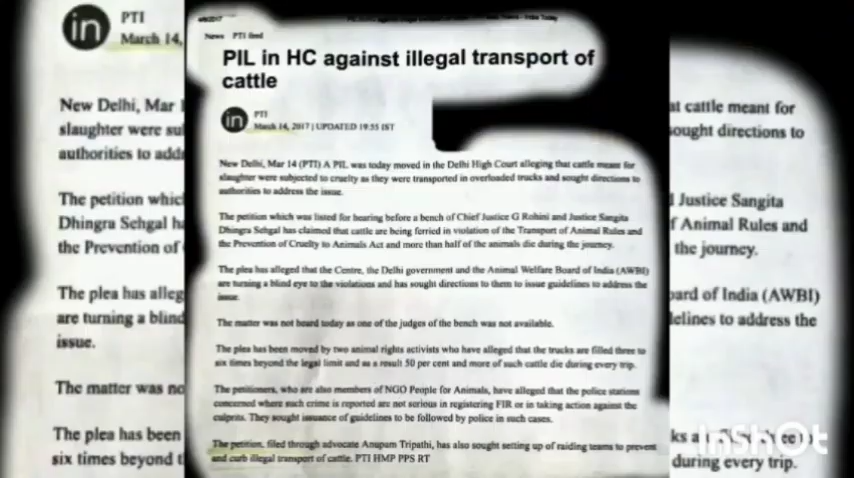 4/9/2017
News PTI feed
PIL in HC against illegal transport of
cattle
in
PTI
March 14, 2017 | UPDATED 19:55 IST
New Delhi, Mar 14 (PTI) A PIL was today moved in the Delhi High Court alleging that cattle meant for
slaughter were subjected to cruelty as they were transported in overloaded trucks and sought directions to
authorities to address the issue.
The petition which was listed for hearing before a bench of Chief Justice G Rohini and Justice Sangita
Dhingra Sehgal has claimed that cattle are being ferried in violation of the Transport of Animal Rules and
the Prevention of Cruelty to Animals Act and more than half of the animals die during the journey.
The plea has alleged that the Centre, the Delhi government and the Animal Welfare Board of India (AWBI)
are turning a blind eye to the violations and has sought directions to them to issue guidelines to address the
issue.
The matter was not heard today as one of the judges of the bench was not available.
The plea has been moved by two animal rights activists who have alleged that the trucks are filled three to
six times beyond the legal limit and as a result 50 per cent and more of such cattle die during every trip.
The petitioners, who are also members of NGO People for Animals, have alleged that the police stations
concerned where such crime is reported are not serious in registering FIR or in taking action against the
culprits. They sought issuance of guidelines to be followed by police in such cases.
The petition, filed through advocate Anupam Tripathi, has also sought setting up of raiding teams to prevent
and curb illegal transport of cattle. PTI HMP PPS RT
in
PTI
March 14,
New Delhi, Mar
slaughter were
authorities to
The petition
Dhingra Sehgal
the Prevention of
The plea has
are turning a blind
issue.
The matter was
The plea has been
six times beyond
cattle meant for
sought directions to
Justice Sangita
Animal Rules and
the journey.
of India (AWBI)
to address the
during every trip.
InShOt